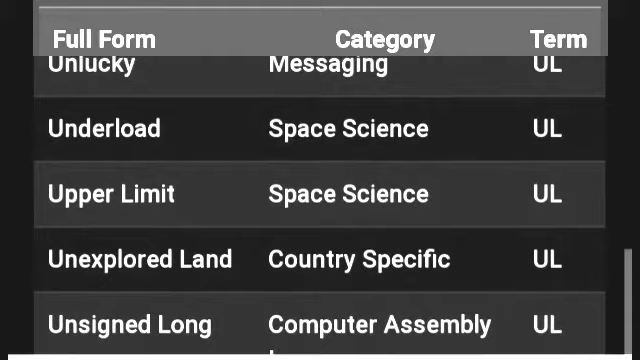 Full Form Category Term
Unlucky Messaging UL
Underload Space Science UL
Upper Limit Space Science UL
Unexplored Land Country Specific UL
Unsigned Long Computer Assembly UL